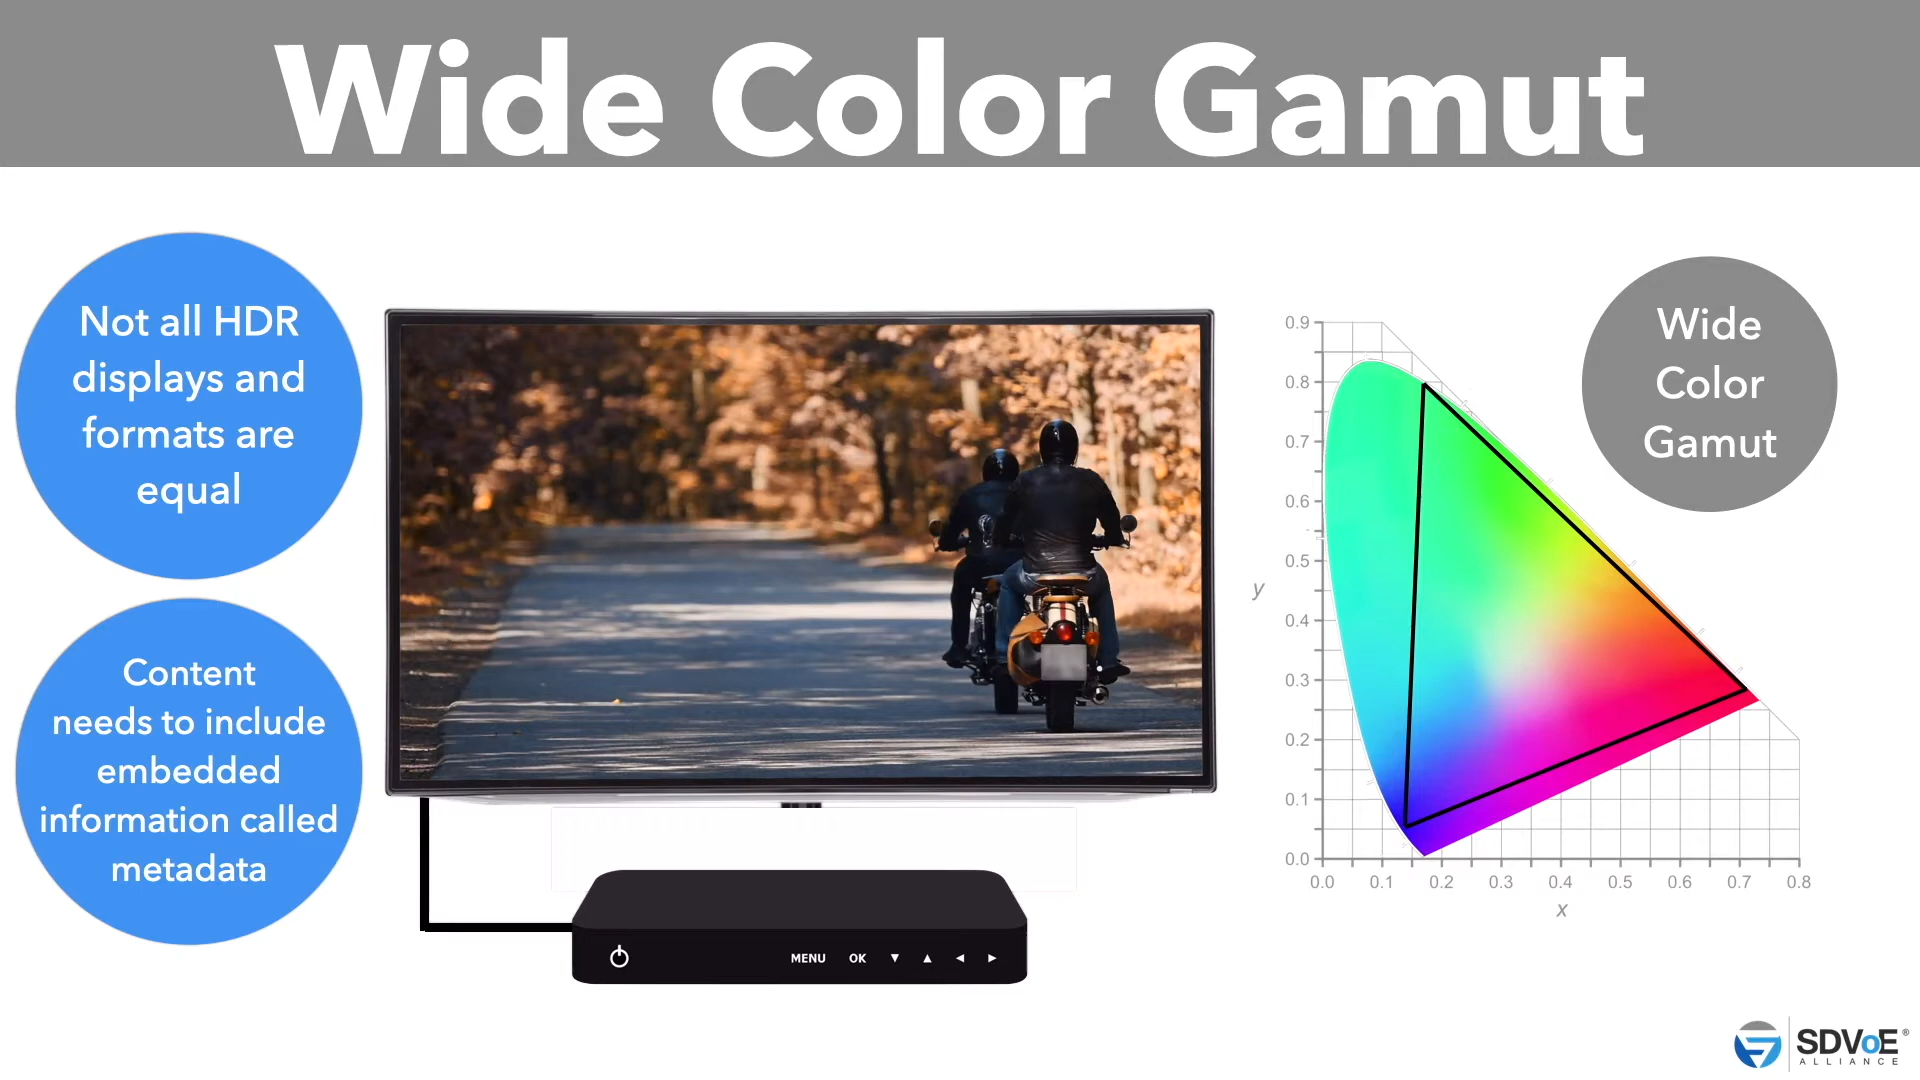 Wide Color Gamut
Not all HDR
displays and
formats are
equal
Content
needs to include
embedded
information called
metadata
MENU OK ▼ ▲ ◀ ▶
Wide
Color
Gamut
0.9
0.8
0.7
0.6
0.5
0.4
0.3
0.2
0.1
0.0
y
0.0 0.1 0.2 0.3 0.4 0.5 0.6 0.7 0.8
x
SDVoE®
ALLIANCE